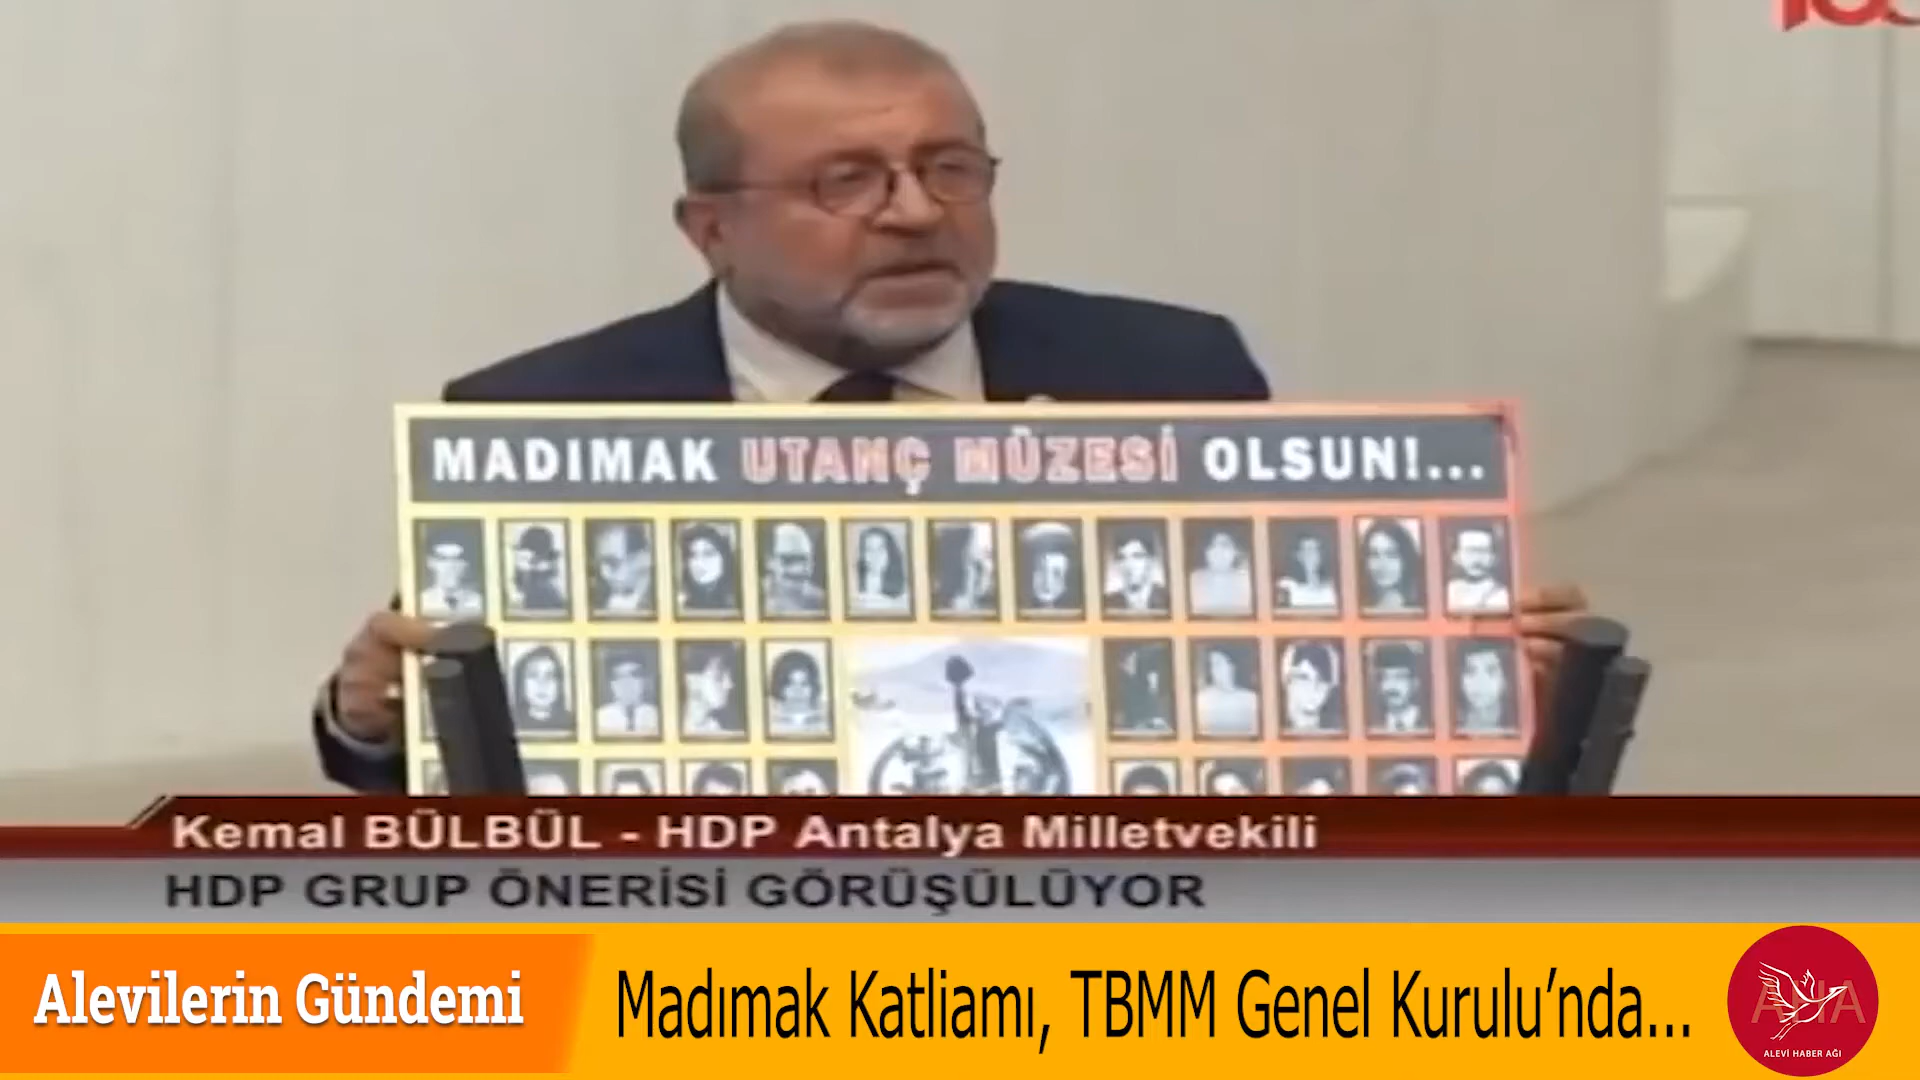 MADIMAK UTANÇ MÜZESİ OLSUN!...
Kemal BÜLBÜL - HDP Antalya Milletvekili
HDP GRUP ÖNERİSİ GÖRÜŞÜLÜYOR
Alevilerin Gündemi
Madımak Katliamı, TBMM Genel Kurulu’nda...
AHA
ALEVİ HABER AĞI